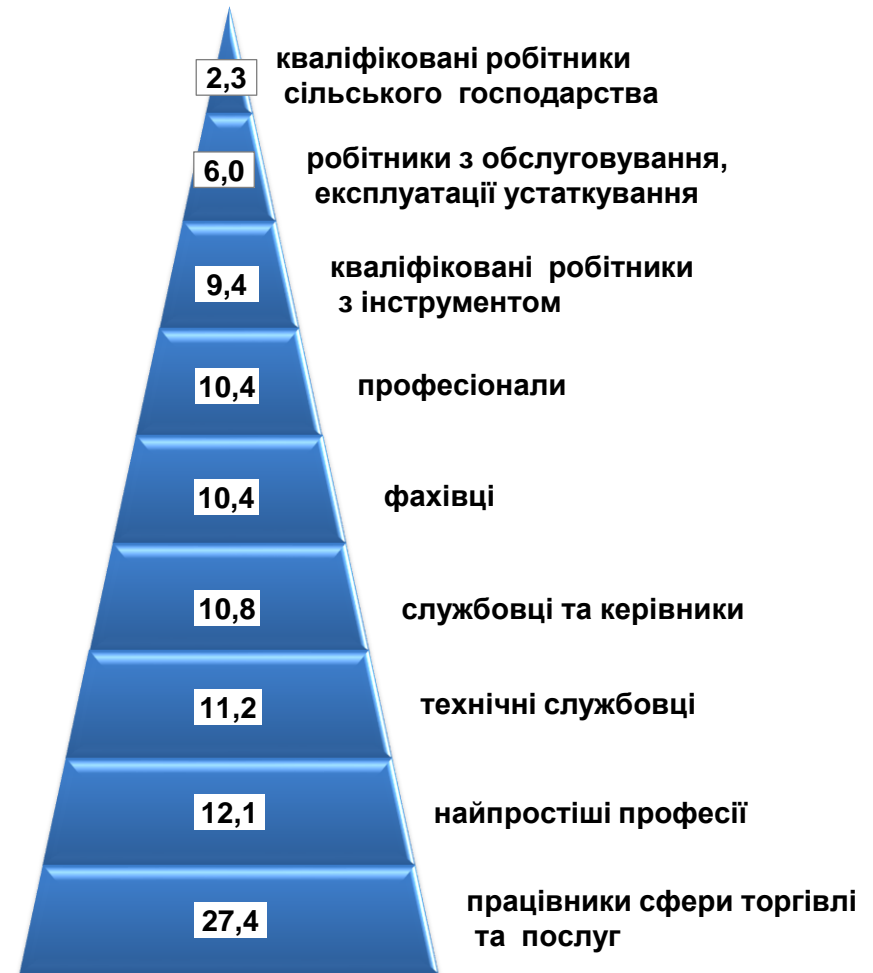 2,3
кваліфіковані робітники
сільського господарства
6,0
робітники з обслуговування,
експлуатації устаткування
9,4
кваліфіковані робітники
з інструментом
10,4
професіонали
10,4
фахівці
10,8
службовці та керівники
11,2
технічні службовці
12,1
найпростіші професії
27,4
працівники сфери торгівлі
та послуг